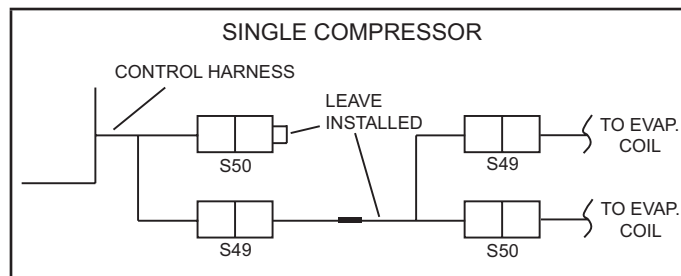 SINGLE COMPRESSOR
CONTROL HARNESS
LEAVE
INSTALLED
S50
S49
TO EVAP.
COIL
S49
S50
TO EVAP.
COIL